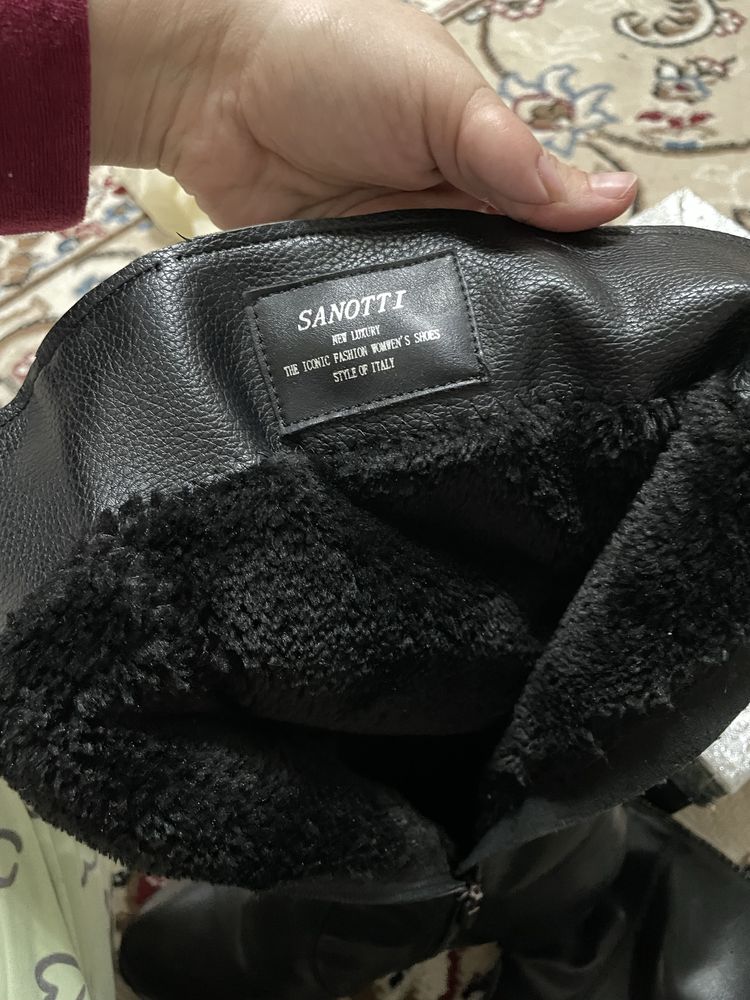 SANOTTI
NEW LUXURY
THE ICONIC FASHION WOMWEN'S SHOES
STYLE OF ITALY